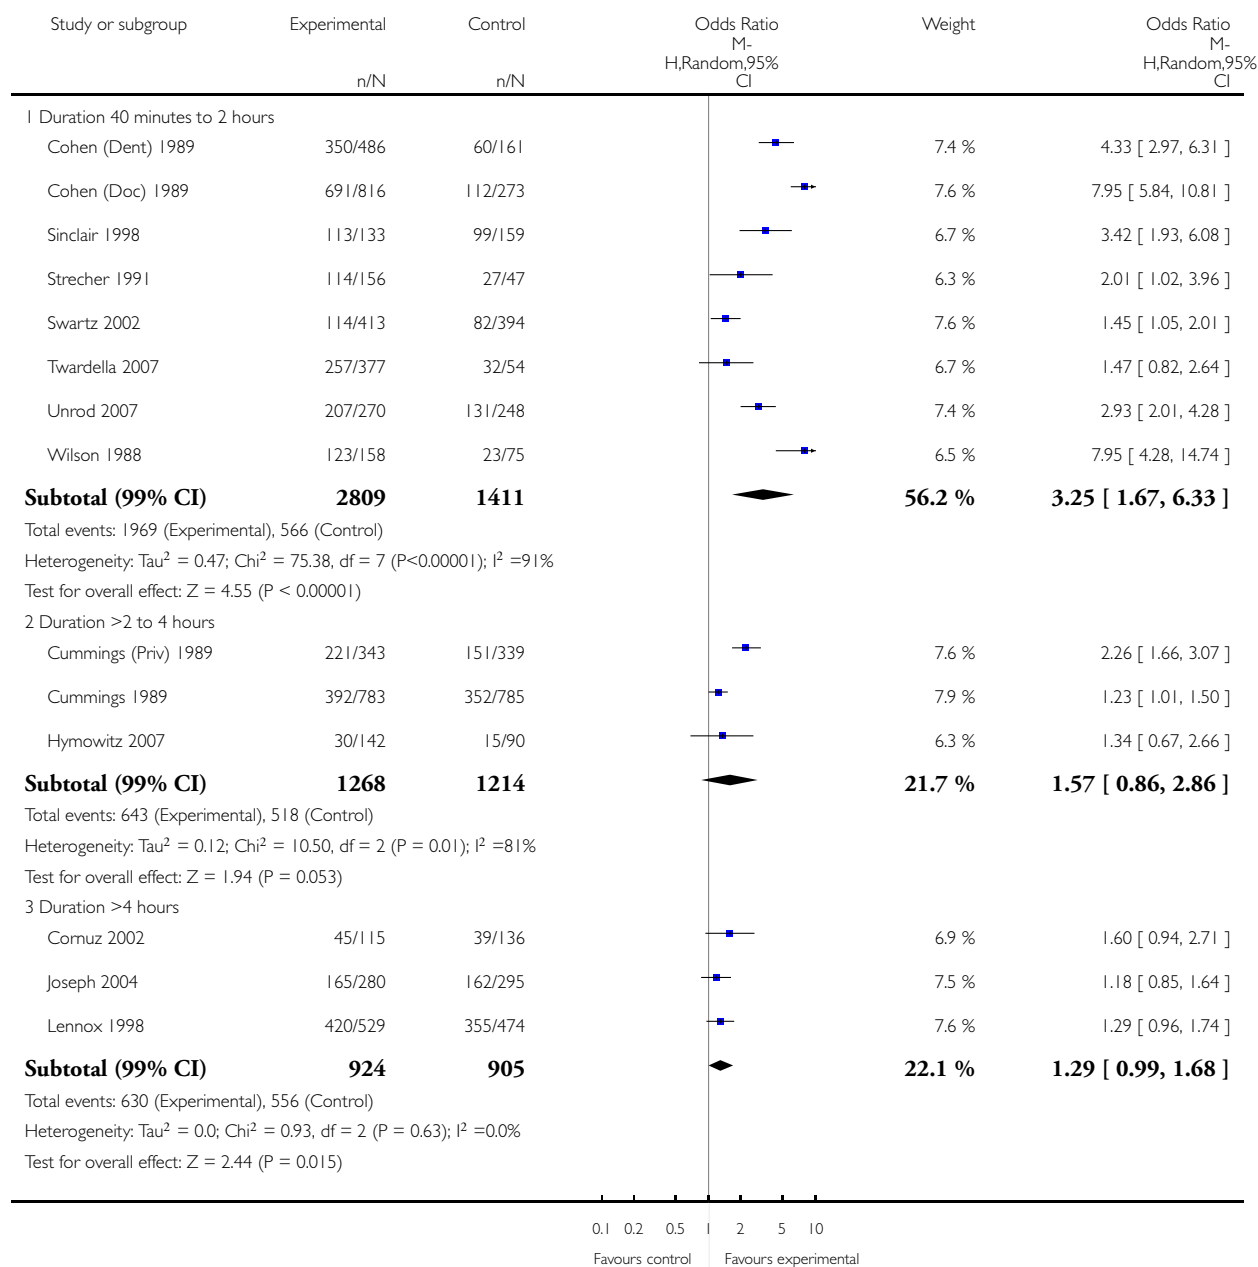 Study or subgroup Experimental Control Odds Ratio Weight Odds Ratio
M- M-
H,Random,95% H,Random,95%
n/N n/N CI CI
1 Duration 40 minutes to 2 hours
Cohen (Dent) 1989 350/486 60/161 7.4 % 4.33 [ 2.97, 6.31 ]
Cohen (Doc) 1989 691/816 112/273 7.6 % 7.95 [ 5.84, 10.81 ]
Sinclair 1998 113/133 99/159 6.7 % 3.42 [ 1.93, 6.08 ]
Strecher 1991 114/156 27/47 6.3 % 2.01 [ 1.02, 3.96 ]
Swartz 2002 114/413 82/394 7.6 % 1.45 [ 1.05, 2.01 ]
Twardella 2007 257/377 32/54 6.7 % 1.47 [ 0.82, 2.64 ]
Unrod 2007 207/270 131/248 7.4 % 2.93 [ 2.01, 4.28 ]
Wilson 1988 123/158 23/75 6.5 % 7.95 [ 4.28, 14.74 ]
Subtotal (99% CI) 2809 1411 56.2 % 3.25 [ 1.67, 6.33 ]
Total events: 1969 (Experimental), 566 (Control)
Heterogeneity: Tau² = 0.47; Chi² = 75.38, df = 7 (P<0.00001); I² =91%
Test for overall effect: Z = 4.55 (P < 0.00001)
2 Duration >2 to 4 hours
Cummings (Priv) 1989 221/343 151/339 7.6 % 2.26 [ 1.66, 3.07 ]
Cummings 1989 392/783 352/785 7.9 % 1.23 [ 1.01, 1.50 ]
Hymowitz 2007 30/142 15/90 6.3 % 1.34 [ 0.67, 2.66 ]
Subtotal (99% CI) 1268 1214 21.7 % 1.57 [ 0.86, 2.86 ]
Total events: 643 (Experimental), 518 (Control)
Heterogeneity: Tau² = 0.12; Chi² = 10.50, df = 2 (P = 0.01); I² =81%
Test for overall effect: Z = 1.94 (P = 0.053)
3 Duration >4 hours
Cornuz 2002 45/115 39/136 6.9 % 1.60 [ 0.94, 2.71 ]
Joseph 2004 165/280 162/295 7.5 % 1.18 [ 0.85, 1.64 ]
Lennox 1998 420/529 355/474 7.6 % 1.29 [ 0.96, 1.74 ]
Subtotal (99% CI) 924 905 22.1 % 1.29 [ 0.99, 1.68 ]
Total events: 630 (Experimental), 556 (Control)
Heterogeneity: Tau² = 0.0; Chi² = 0.93, df = 2 (P = 0.63); I² =0.0%
Test for overall effect: Z = 2.44 (P = 0.015)
0.1 0.2 0.5 1 2 5 10
Favours control Favours experimental